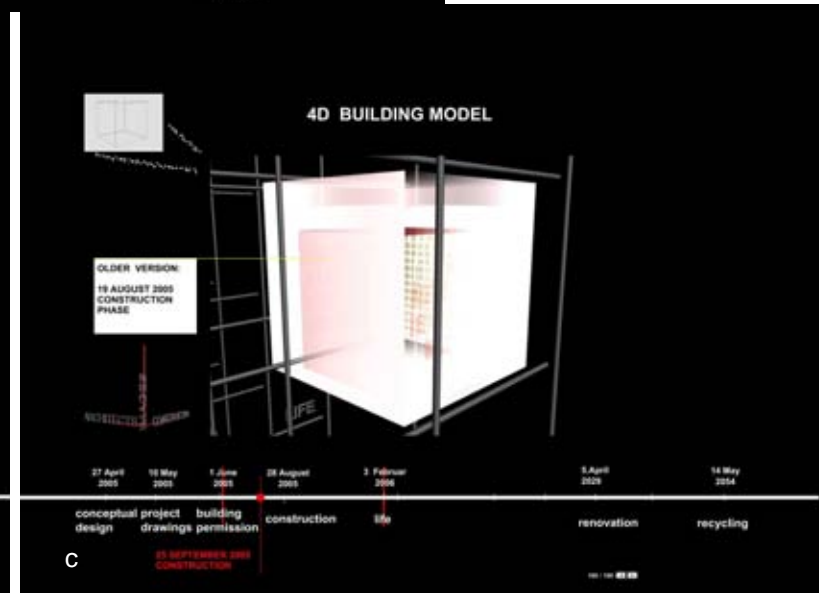 4D BUILDING MODEL
OLDER VERSION:
19 AUGUST 2005
CONSTRUCTION
PHASE
LIFE
27 April 2005
10 May 2005
1 June 2005
28 August 2005
3 Februar 2006
5 April 2029
14 May 2054
conceptual design
project drawings
building permission
construction
life
renovation
recycling
25 SEPTEMBER 2005
CONSTRUCTION
C